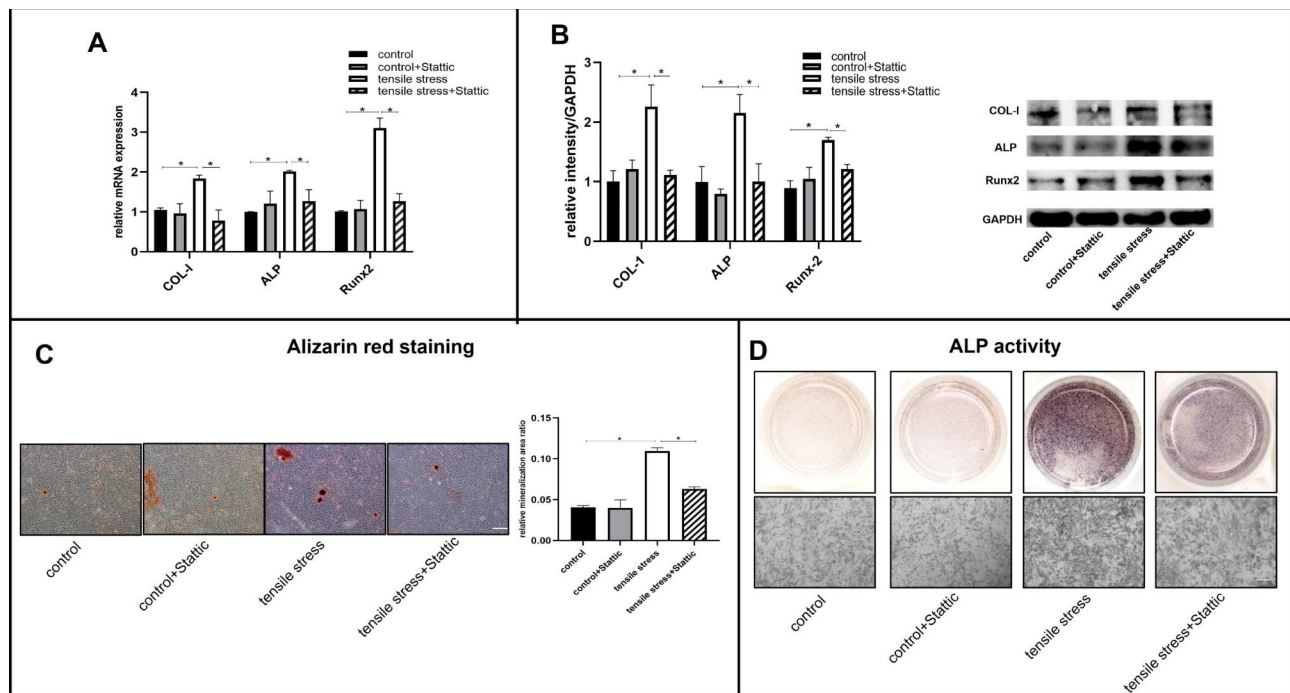 A
control
control+Stattic
tensile stress
tensile stress+Stattic
relative mRNA expression
4
3
2
1
0
* * * * * *
COL-I ALP Runx2
B
control
control+Stattic
tensile stress
tensile stress+Stattic
relative intensity/GAPDH
3
2
1
0
* * * * * *
COL-1 ALP Runx-2
COL-I
ALP
Runx2
GAPDH
control control+Stattic tensile stress tensile stress+Stattic
C
Alizarin red staining
control control+Stattic tensile stress tensile stress+Stattic
relative mineralization area ratio
0.15
0.10
0.05
0.00
* *
control control+Stattic tensile stress tensile stress+Stattic
D
ALP activity
control control+Stattic tensile stress tensile stress+Stattic